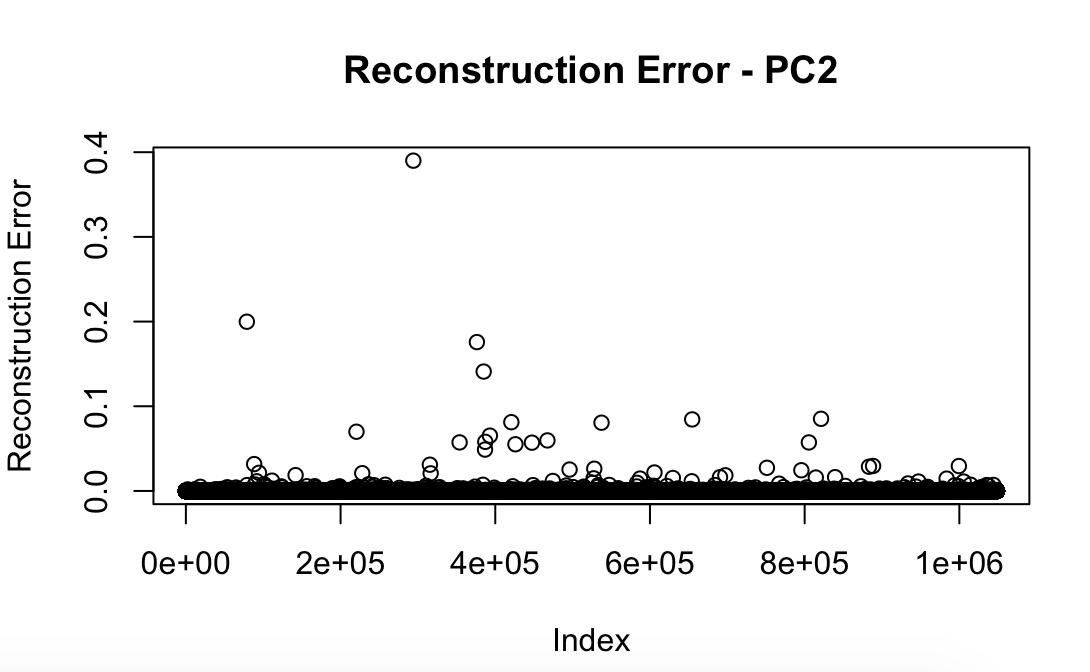 Reconstruction Error - PC2
Reconstruction Error
0.4
0.3
0.2
0.1
0.0
0e+00 2e+05 4e+05 6e+05 8e+05 1e+06
Index